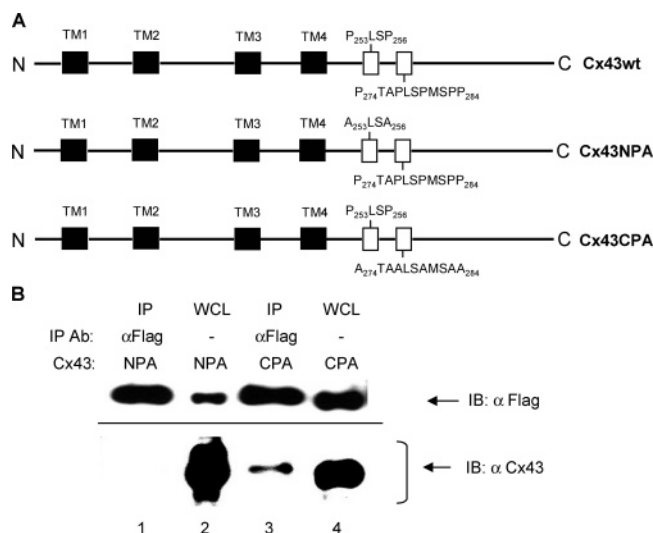 A
TM1 TM2 TM3 TM4 P253LSP256
N C Cx43wt
P274TAPLSPMSPP284
TM1 TM2 TM3 TM4 A253LSA256
N C Cx43NPA
P274TAPLSPMSPP284
TM1 TM2 TM3 TM4 P253LSP256
N C Cx43CPA
A274TAALSAMSAA284
B
IP WCL IP WCL
IP Ab: αFlag - αFlag -
Cx43: NPA NPA CPA CPA
IB: α Flag
IB: α Cx43
1 2 3 4